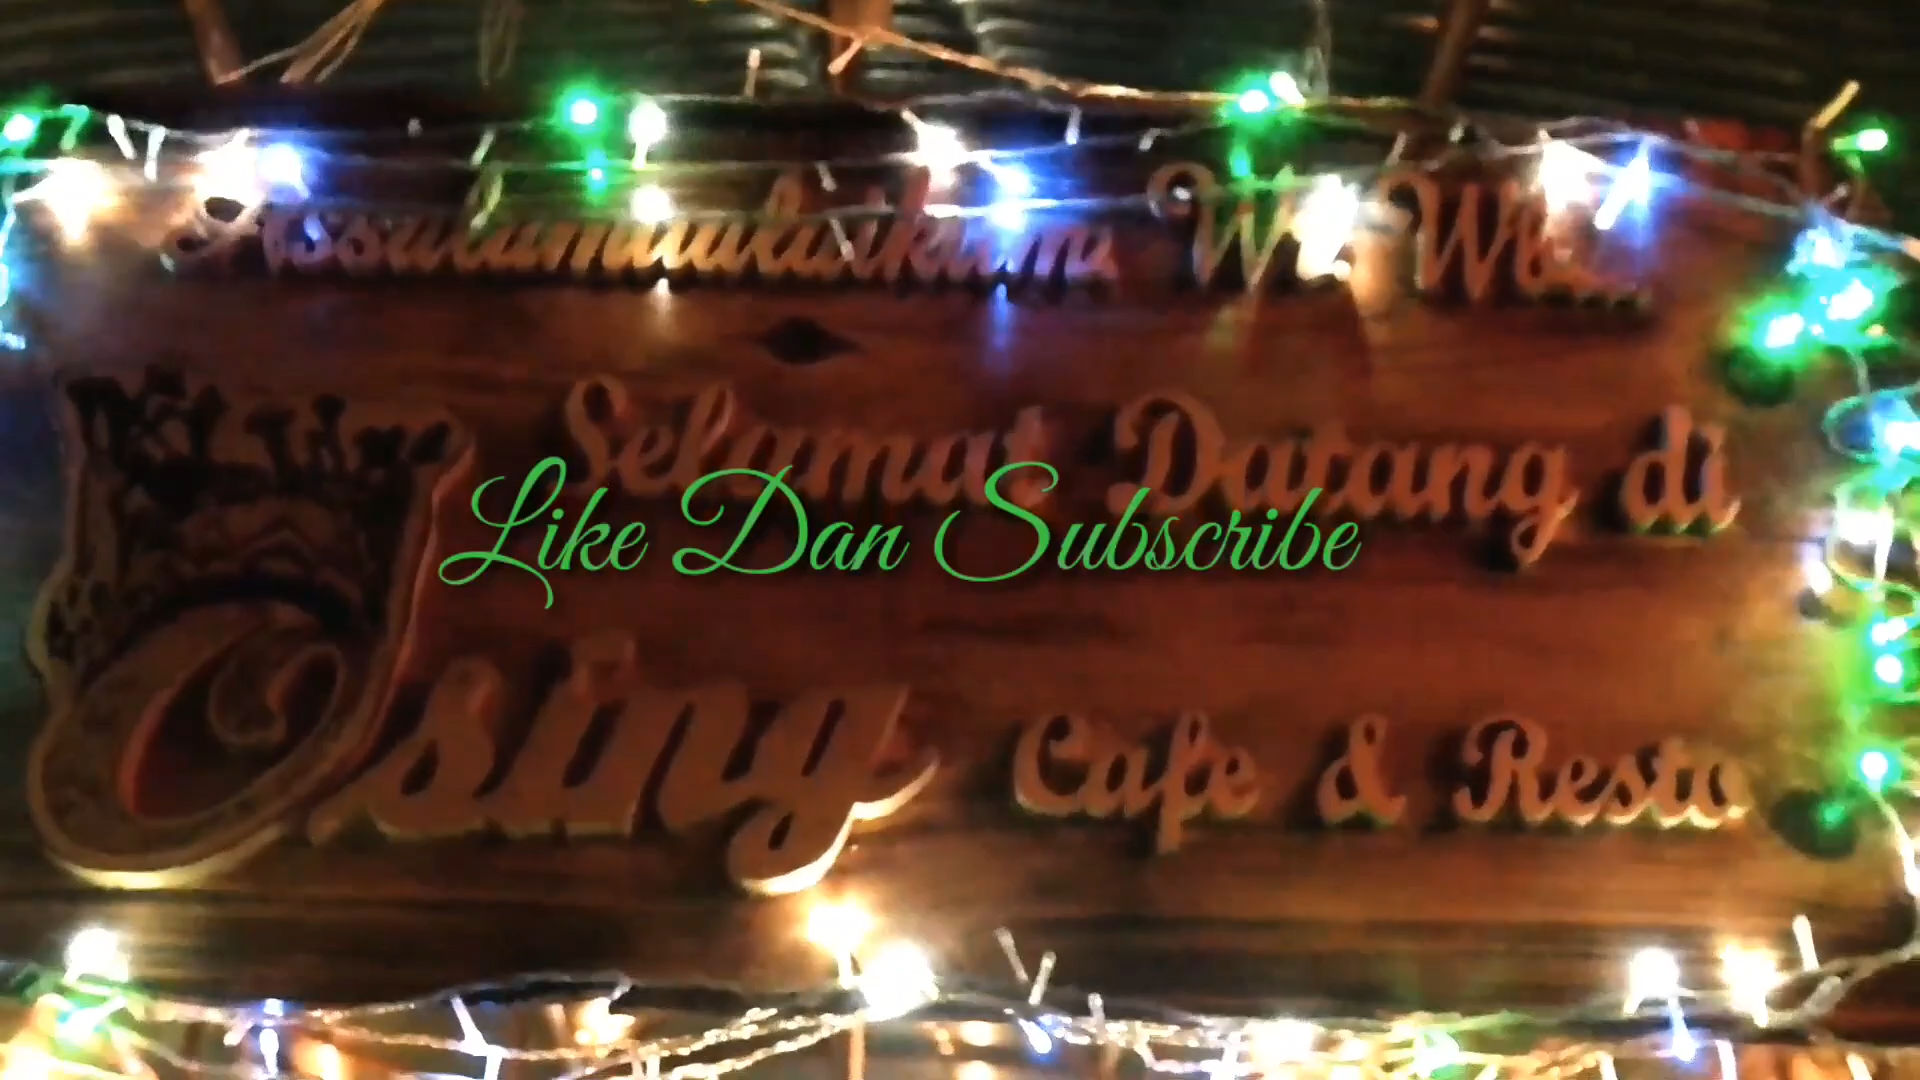 Assalamualaikum Wr. Wb...
Selamat Datang di
Like Dan Subscribe
Osing Cafe & Resto